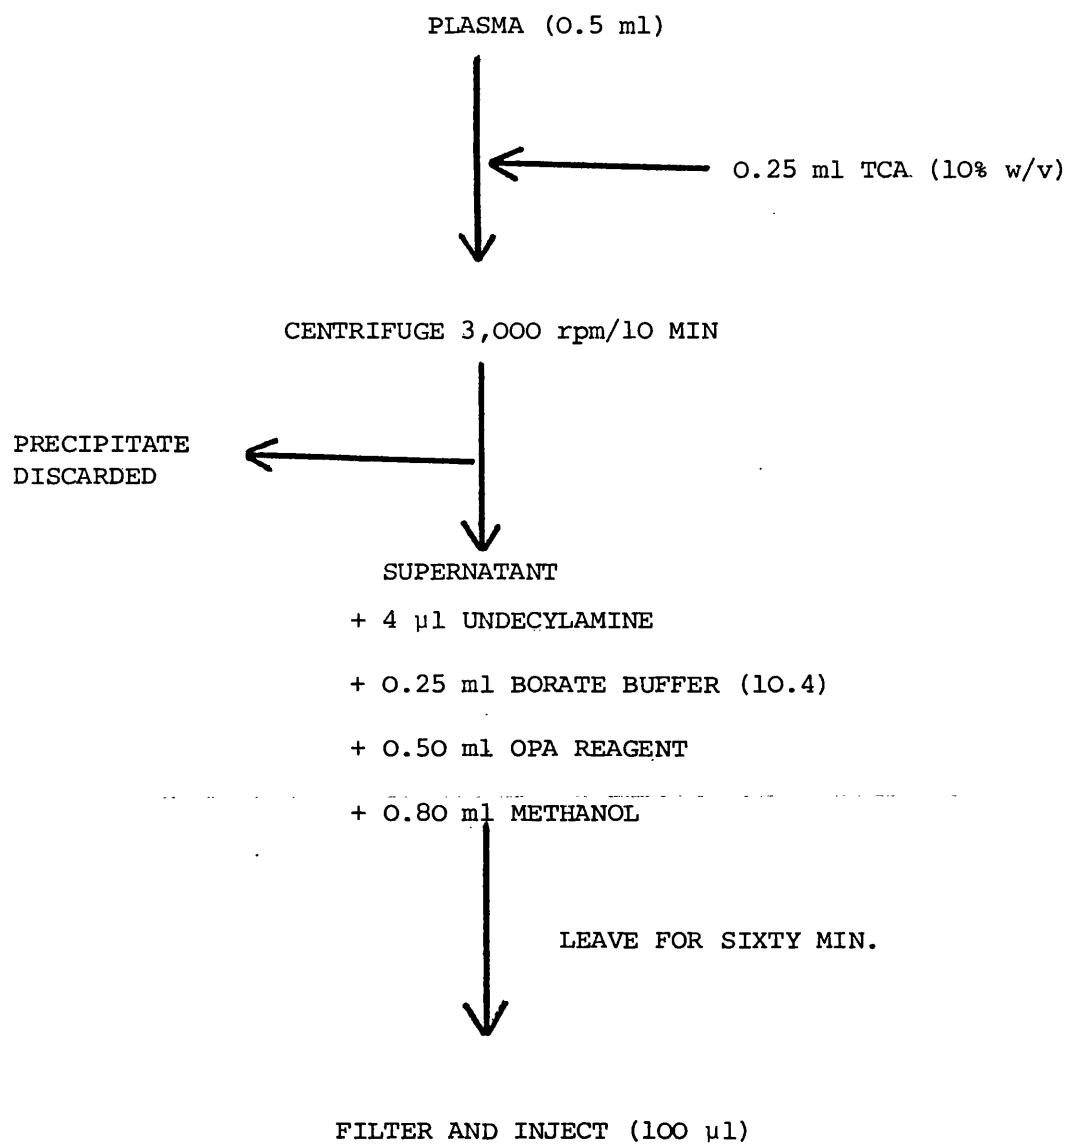 PLASMA (0.5 ml)
0.25 ml TCA (10% w/v)
CENTRIFUGE 3,000 rpm/10 MIN
PRECIPITATE
DISCARDED
SUPERNATANT
+ 4 µl UNDECYLAMINE
+ 0.25 ml BORATE BUFFER (10.4)
+ 0.50 ml OPA REAGENT
+ 0.80 ml METHANOL
LEAVE FOR SIXTY MIN.
FILTER AND INJECT (100 µl)